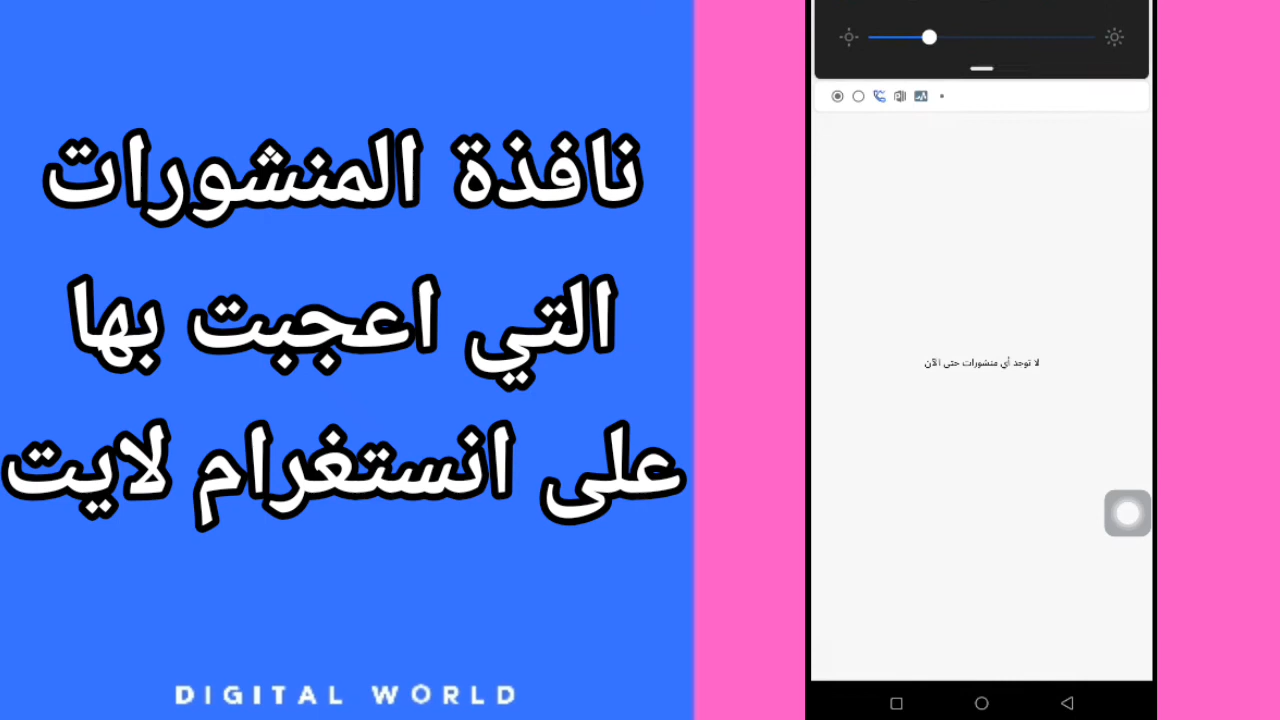 نافذة المنشورات
التي اعجبت بها
على انستغرام لايت
DIGITAL WORLD
لا توجد أي منشورات حتى الآن